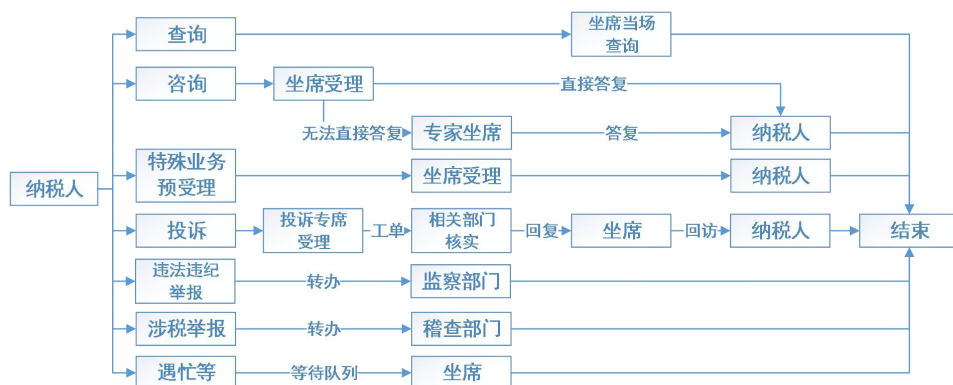 查询
坐席当场
查询
咨询
坐席受理
直接答复
无法直接答复
专家坐席
答复
纳税人
纳税人
特殊业务
预受理
坐席受理
纳税人
投诉
投诉专席
受理
工单
相关部门
核实
回复
坐席
回访
纳税人
结束
违法违纪
举报
转办
监察部门
涉税举报
转办
稽查部门
遇忙等
等待队列
坐席